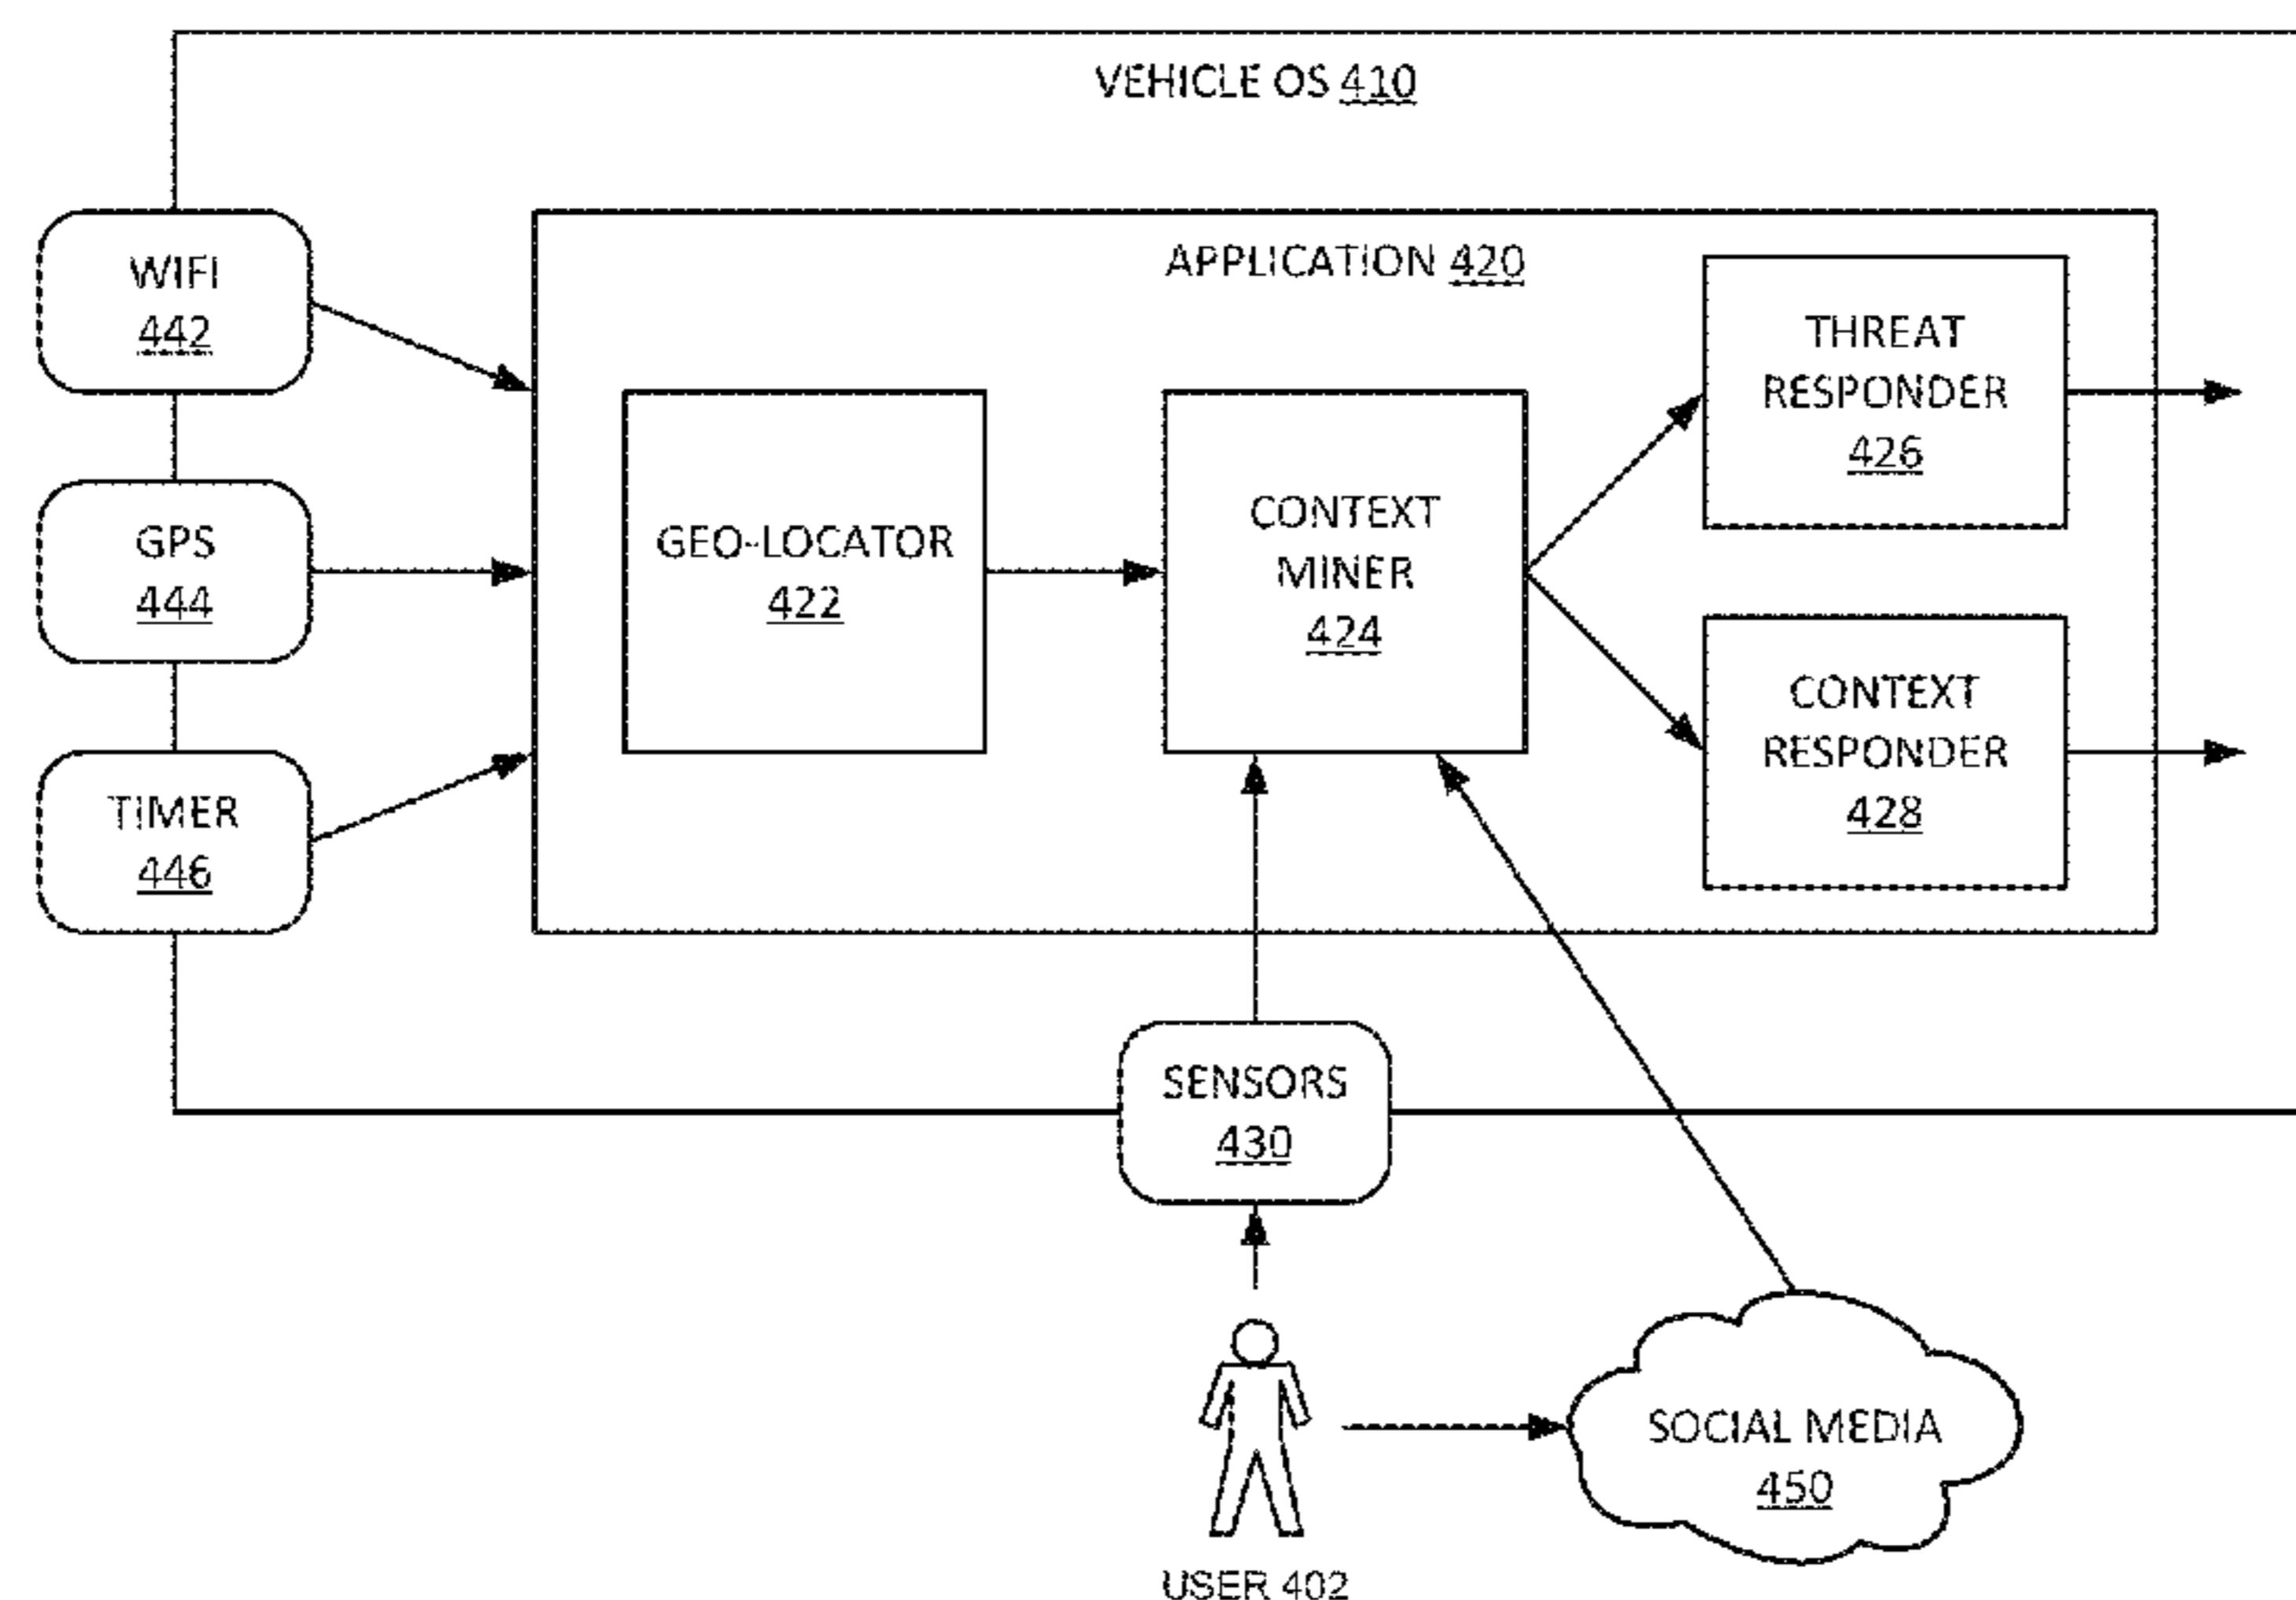 VEHICLE OS 410
APPLICATION 420
WIFI
442
GPS
444
TIMER
446
GEO-LOCATOR
422
CONTEXT
MINER
424
THREAT
RESPONDER
426
CONTEXT
RESPONDER
428
SENSORS
430
SOCIAL MEDIA
450
USER 402